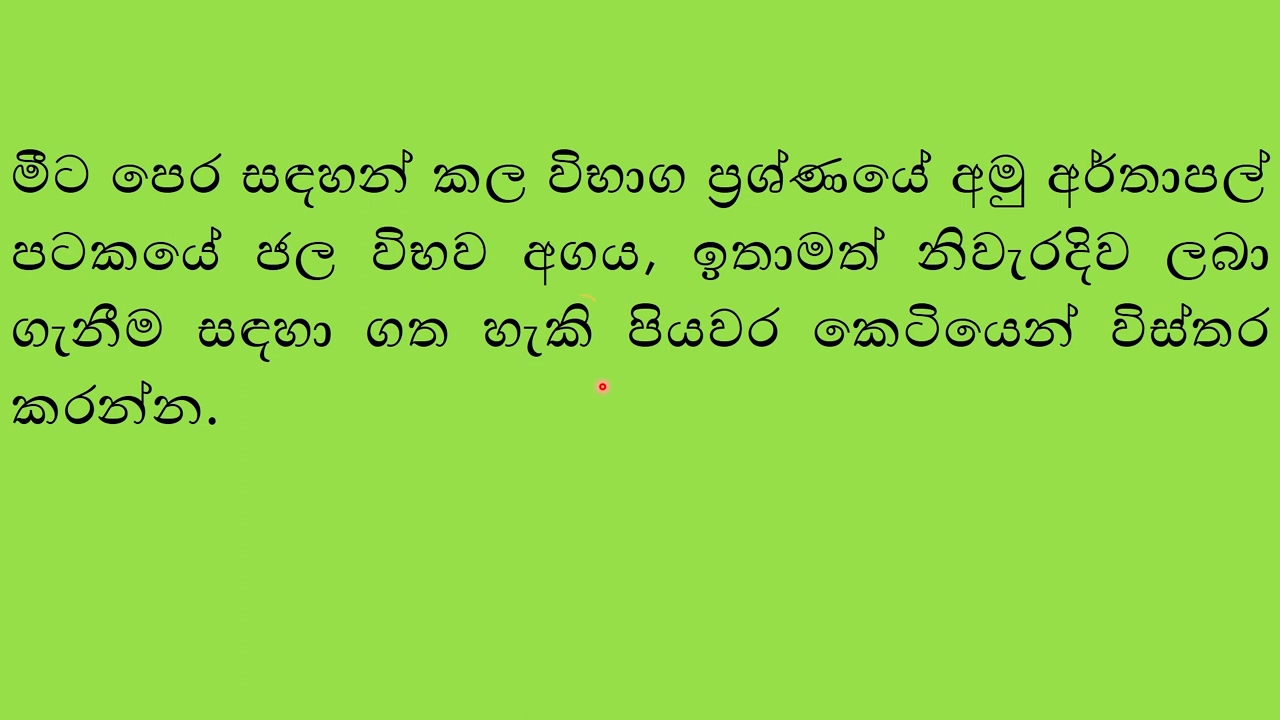 මීට පෙර සඳහන් කල විභාග ප්‍රශ්ණයේ අමු අර්තාපල්
පටකයේ ජල විභව අගය, ඉතාමත් නිවැරදිව ලබා
ගැනීම සඳහා ගත හැකි පියවර කෙටියෙන් විස්තර
කරන්න.